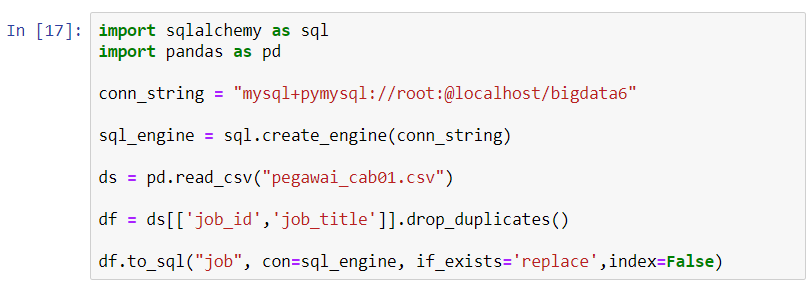 In [17]: import sqlalchemy as sql
import pandas as pd
conn_string = "mysql+pymysql://root:@localhost/bigdata6"
sql_engine = sql.create_engine(conn_string)
ds = pd.read_csv("pegawai_cab01.csv")
df = ds[['job_id','job_title']].drop_duplicates()
df.to_sql("job", con=sql_engine, if_exists='replace',index=False)